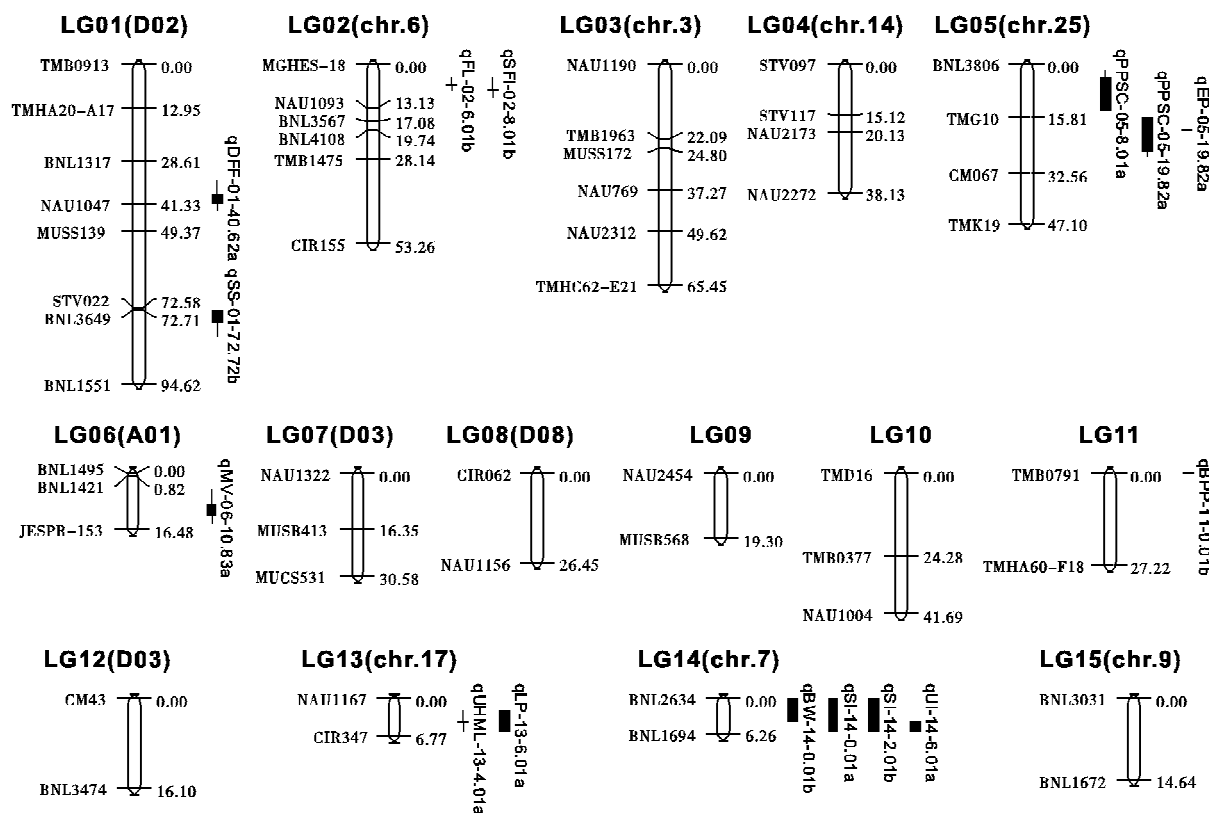 LG01(D02)
TMB0913 0.00
TMHA20-A17 12.95
BNL1317 28.61
NAU1047 41.33
MUSS139 49.37
STV022 72.58
BNL3649 72.71
BNL1551 94.62
qDFF-01-40.62a
qSS-01-72.72b
LG02(chr.6)
MGHES-18 0.00
NAU1093 13.13
BNL3567 17.08
BNL4108 19.74
TMB1475 28.14
CIR155 53.26
qFL-02-6.01b
qSFI-02-8.01b
LG03(chr.3)
NAU1190 0.00
TMB1963 22.09
MUSS172 24.80
NAU769 37.27
NAU2312 49.62
TMHC62-E21 65.45
LG04(chr.14)
STV097 0.00
STV117 15.12
NAU2173 20.13
NAU2272 38.13
LG05(chr.25)
BNL3806 0.00
TMG10 15.81
CM067 32.56
TMK19 47.10
qPPSC-05-8.01a
qPPSC-05-19.82a
qEP-05-19.82a
LG06(A01)
BNL1495 0.00
BNL1421 0.82
JESPR-153 16.48
qMV-06-10.83a
LG07(D03)
NAU1322 0.00
MUSB413 16.35
MUCS531 30.58
LG08(D08)
CIR062 0.00
NAU1156 26.45
LG09
NAU2454 0.00
MUSB568 19.30
LG10
TMD16 0.00
TMB0377 24.28
NAU1004 41.69
LG11
TMB0791 0.00
TMHA60-F18 27.22
qBPP-11-0.01b
LG12(D03)
CM43 0.00
BNL3474 16.10
LG13(chr.17)
NAU1167 0.00
CIR347 6.77
qUHML-13-4.01a
qLP-13-6.01a
LG14(chr.7)
BNL2634 0.00
BNL1694 6.26
qBW-14-0.01b
qSI-14-0.01a
qSI-14-2.01b
qUI-14-6.01a
LG15(chr.9)
BNL3031 0.00
BNL1672 14.64